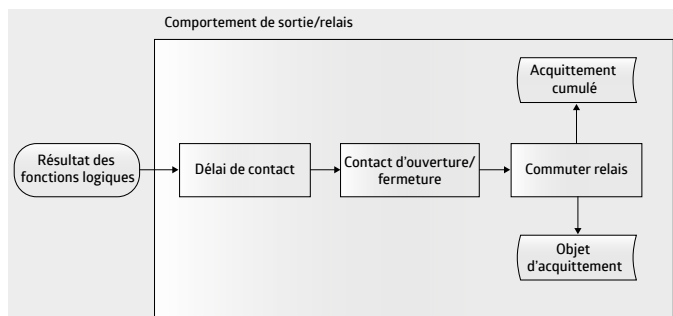 Comportement de sortie/relais
Acquittement
cumulé
Résultat des
fonctions logiques
Délai de contact
Contact d'ouverture/
fermeture
Commuter relais
Objet
d'acquittement